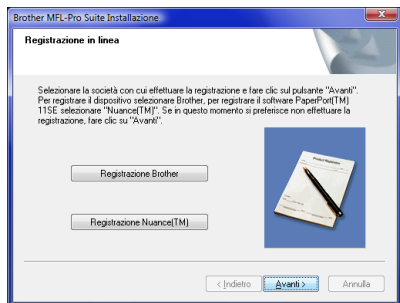 Brother MFL-Pro Suite Installazione
Registrazione in linea
Selezionare la società con cui effettuare la registrazione e fare clic sul pulsante "Avanti".
Per registrare il dispositivo selezionare Brother, per registrare il software PaperPort(TM)
11SE selezionare "Nuance(TM)". Se in questo momento si preferisce non effettuare la
registrazione, fare clic su "Avanti".
Product Registration
Registrazione Brother
Registrazione Nuance(TM)
< Indietro
Avanti >
Annulla